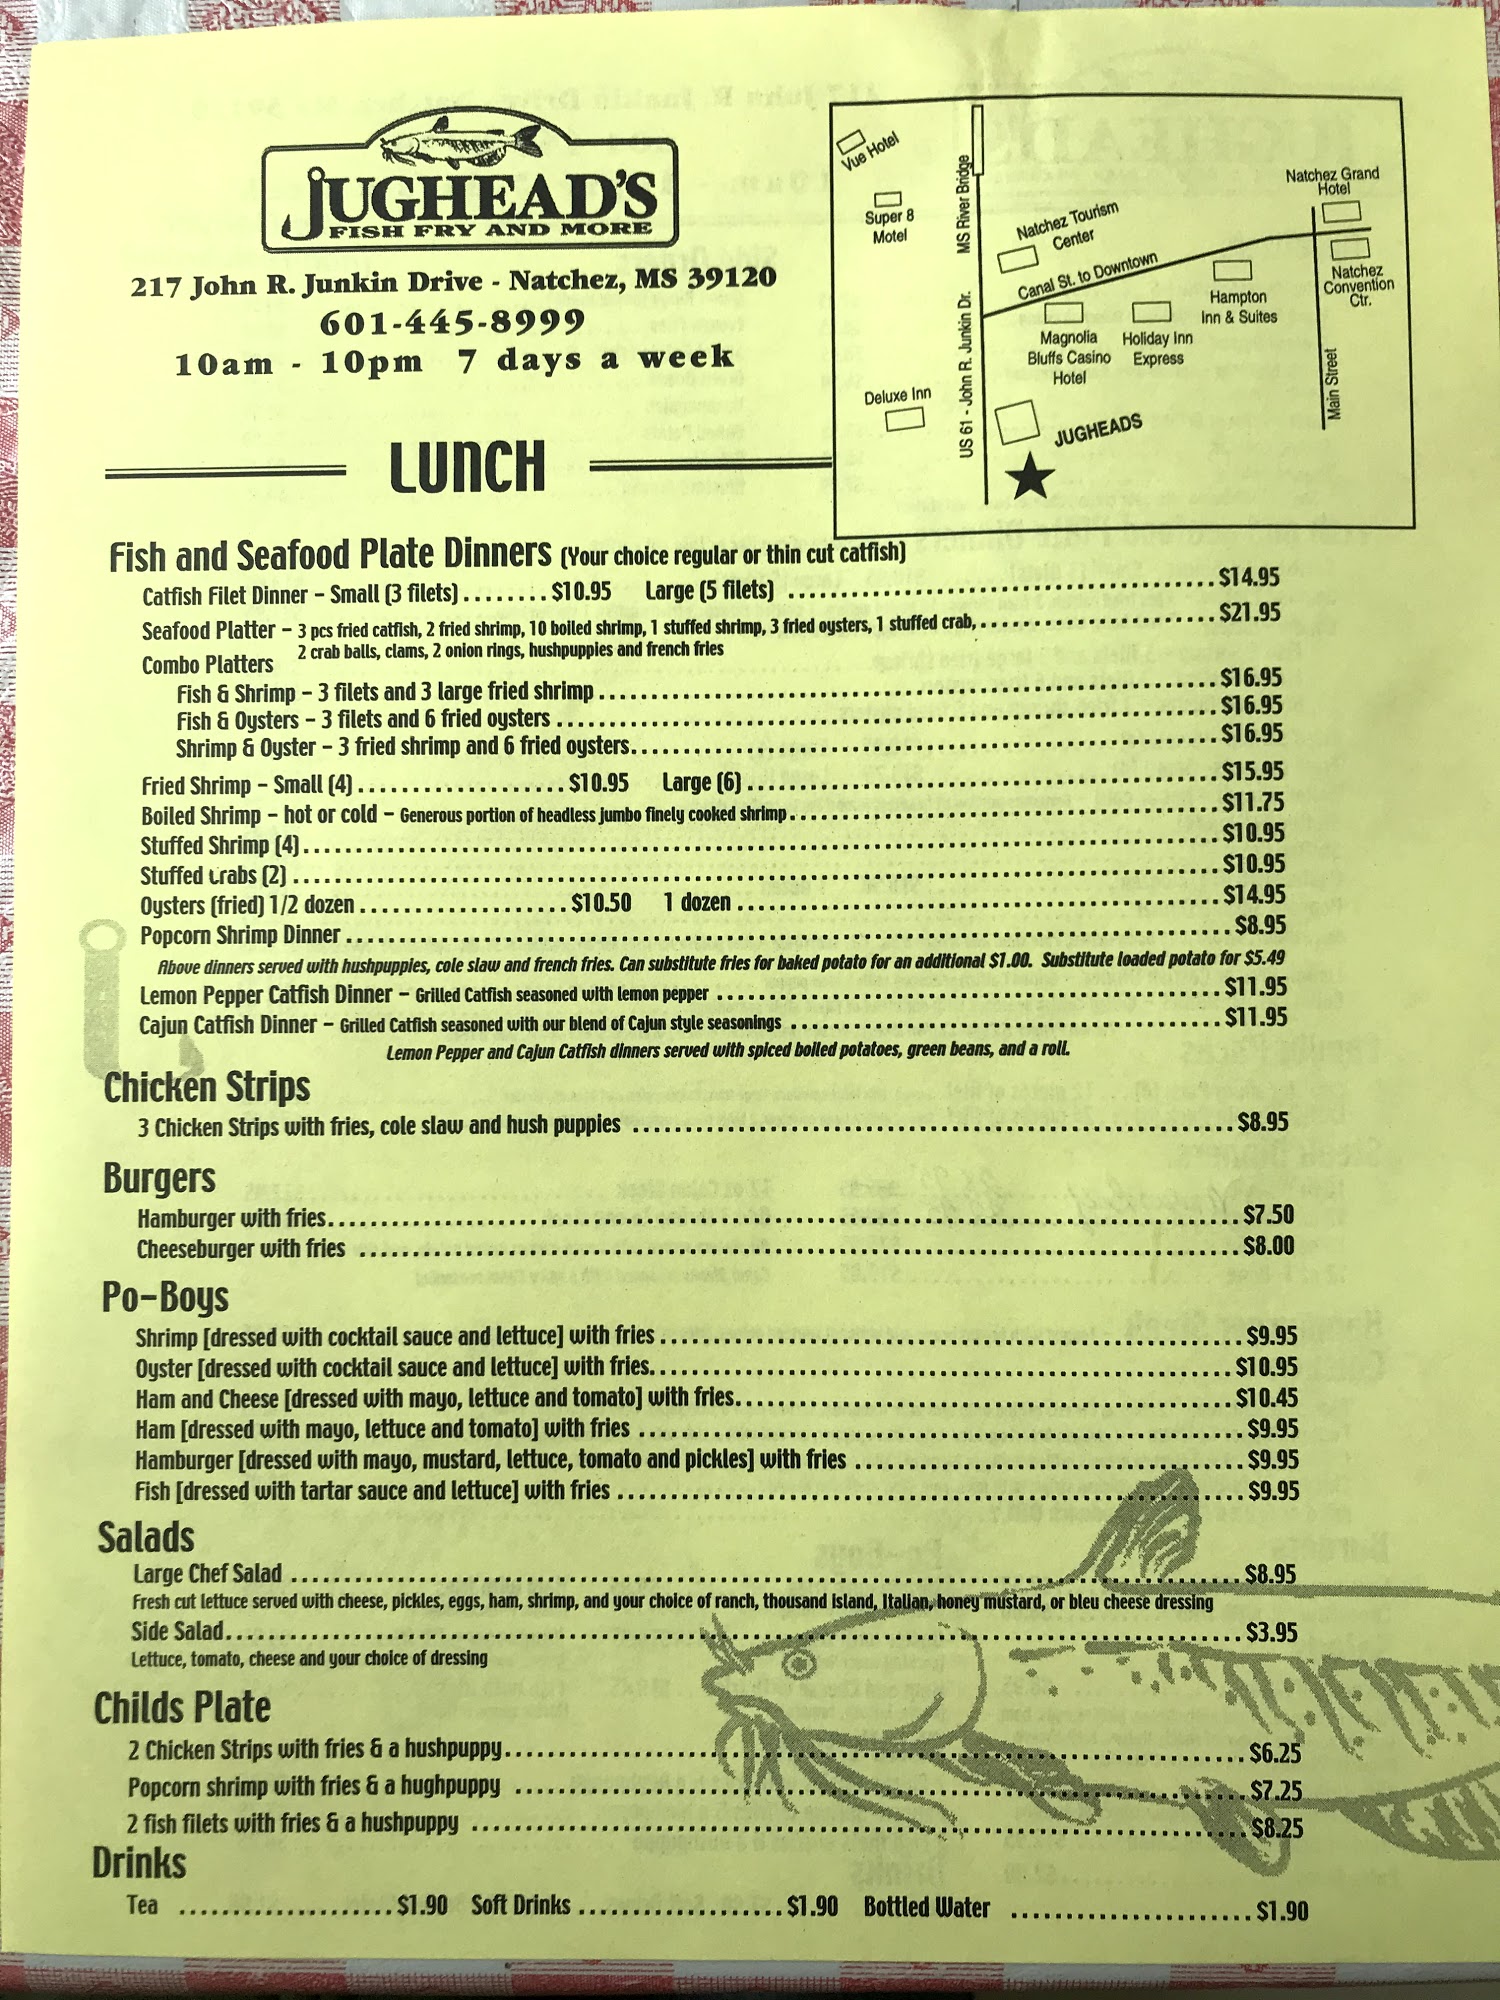 JUGHEAD'S
FISH FRY AND MORE
217 John R. Junkin Drive - Natchez, MS 39120
601-445-8999
10am - 10pm 7 days a week
Vue Hotel
Super 8
Motel
Deluxe Inn
MS River Bridge
US 61 - John R. Junkin Dr.
Natchez Tourism
Center
Canal St. to Downtown
Magnolia
Bluffs Casino
Hotel
Holiday Inn
Express
Hampton
Inn & Suites
Natchez Grand
Hotel
Natchez
Convention
Ctr.
Main Street
JUGHEADS
LUNCH
Fish and Seafood Plate Dinners (Your choice regular or thin cut catfish)
Catfish Filet Dinner – Small (3 filets)........$10.95 Large (5 filets) ........$14.95
Seafood Platter – 3 pcs fried catfish, 2 fried shrimp, 10 boiled shrimp, 1 stuffed shrimp, 3 fried oysters, 1 stuffed crab,........$21.95
2 crab balls, clams, 2 onion rings, hushpuppies and french fries
Combo Platters
Fish & Shrimp – 3 filets and 3 large fried shrimp........$16.95
Fish & Oysters – 3 filets and 6 fried oysters ........$16.95
Shrimp & Oyster – 3 fried shrimp and 6 fried oysters........$16.95
Fried Shrimp – Small (4)........$10.95 Large (6)........$15.95
Boiled Shrimp – hot or cold – Generous portion of headless jumbo finely cooked shrimp........$11.75
Stuffed Shrimp (4)........$10.95
Stuffed Crabs (2)........$10.95
Oysters (fried) 1/2 dozen........$10.50 1 dozen........$14.95
Popcorn Shrimp Dinner........$8.95
Above dinners served with hushpuppies, cole slaw and french fries. Can substitute fries for baked potato for an additional $1.00. Substitute loaded potato for $5.49
Lemon Pepper Catfish Dinner – Grilled Catfish seasoned with lemon pepper ........$11.95
Cajun Catfish Dinner – Grilled Catfish seasoned with our blend of Cajun style seasonings ........$11.95
Lemon Pepper and Cajun Catfish dinners served with spiced boiled potatoes, green beans, and a roll.
Chicken Strips
3 Chicken Strips with fries, cole slaw and hush puppies ........$8.95
Burgers
Hamburger with fries........$7.50
Cheeseburger with fries ........$8.00
Po-Boys
Shrimp [dressed with cocktail sauce and lettuce] with fries........$9.95
Oyster [dressed with cocktail sauce and lettuce] with fries........$10.95
Ham and Cheese [dressed with mayo, lettuce and tomato] with fries........$10.45
Ham [dressed with mayo, lettuce and tomato] with fries ........$9.95
Hamburger [dressed with mayo, mustard, lettuce, tomato and pickles] with fries ........$9.95
Fish [dressed with tartar sauce and lettuce] with fries ........$9.95
Salads
Large Chef Salad ........$8.95
Fresh cut lettuce served with cheese, pickles, eggs, ham, shrimp, and your choice of ranch, thousand Island, Italian, honey mustard, or bleu cheese dressing
Side Salad........$3.95
Lettuce, tomato, cheese and your choice of dressing
Childs Plate
2 Chicken Strips with fries & a hushpuppy........$6.25
Popcorn shrimp with fries & a hughpuppy ........$7.25
2 fish filets with fries & a hushpuppy ........$8.25
Drinks
Tea ........$1.90 Soft Drinks ........$1.90 Bottled Water ........$1.90